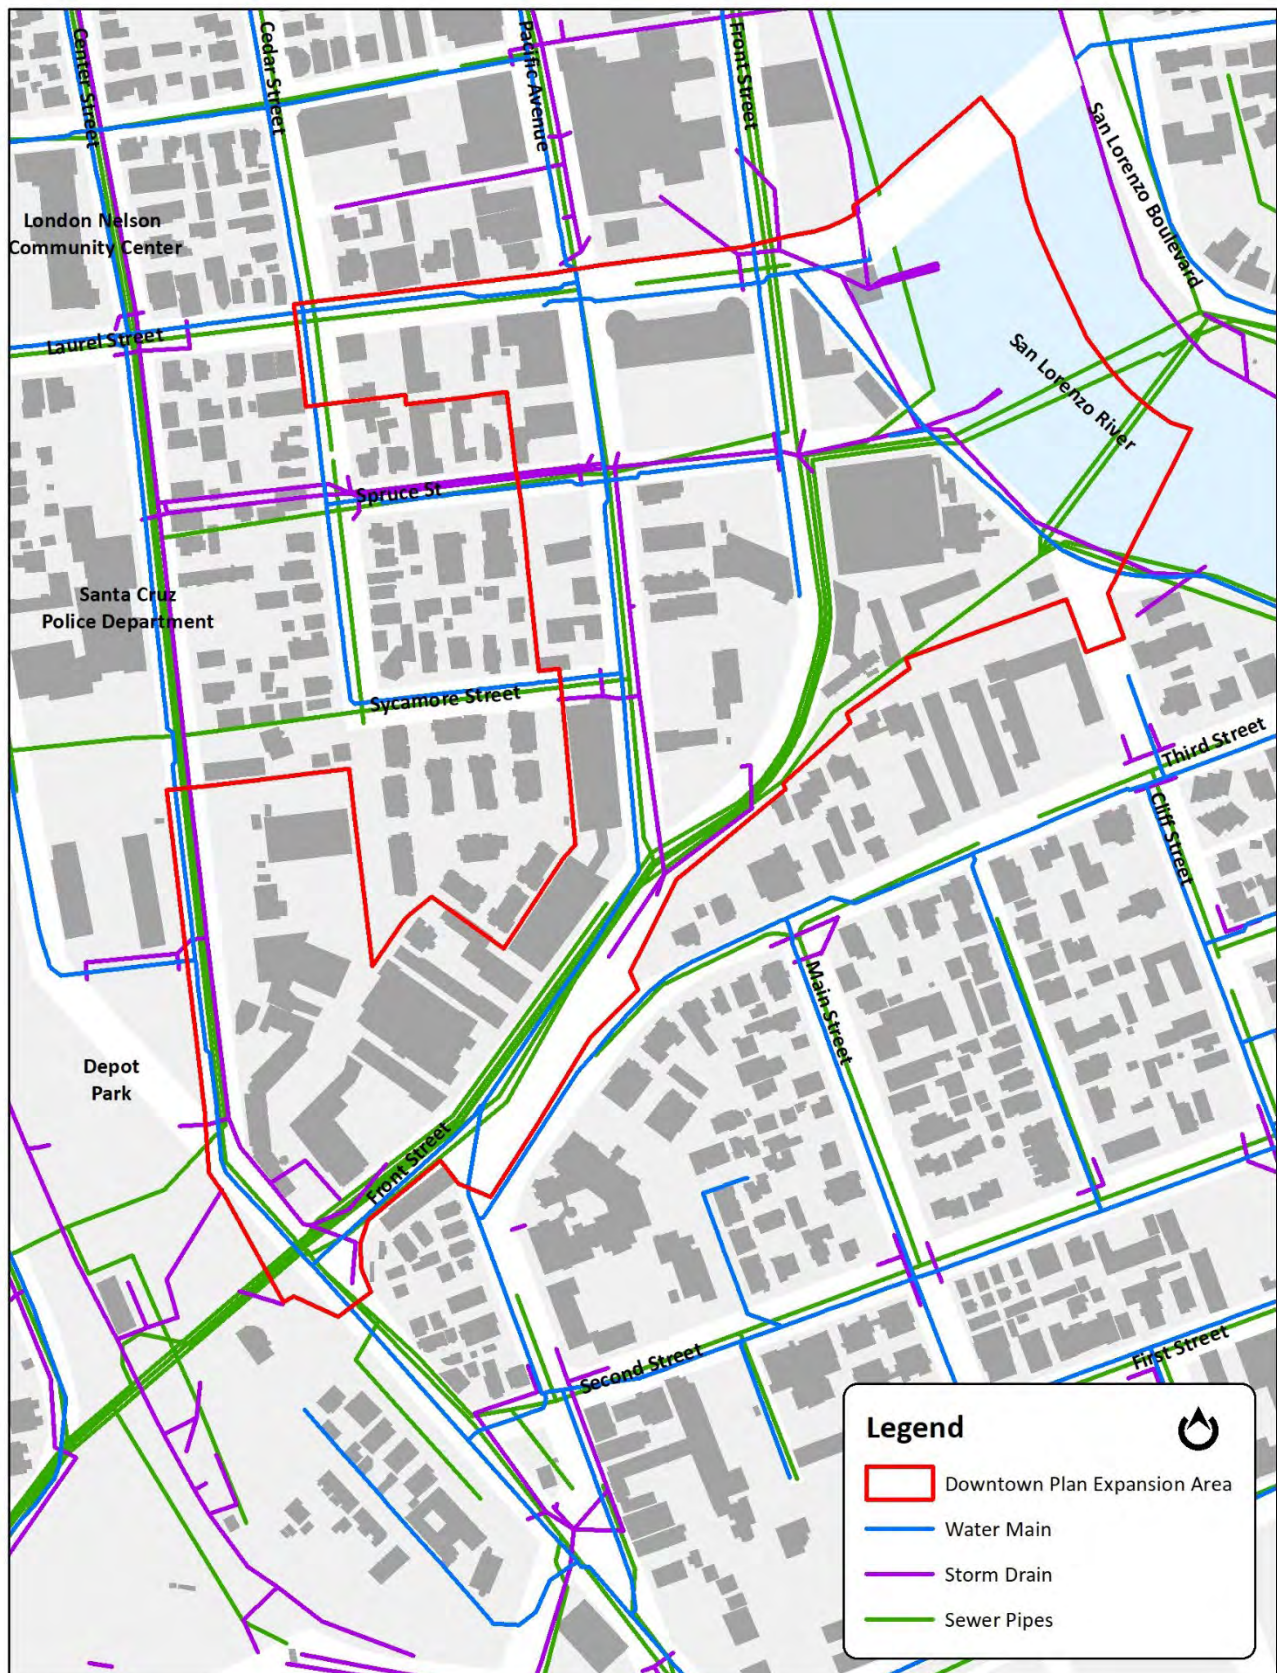 Center Street
Cedar Street
Pacific Avenue
Front Street
San Lorenzo Boulevard
London Nelson
Community Center
Laurel Street
San Lorenzo River
Spruce St
Santa Cruz
Police Department
Sycamore Street
Third Street
Cliff Street
Main Street
Depot
Park
Front Street
Second Street
First Street
Legend
Downtown Plan Expansion Area
Water Main
Storm Drain
Sewer Pipes